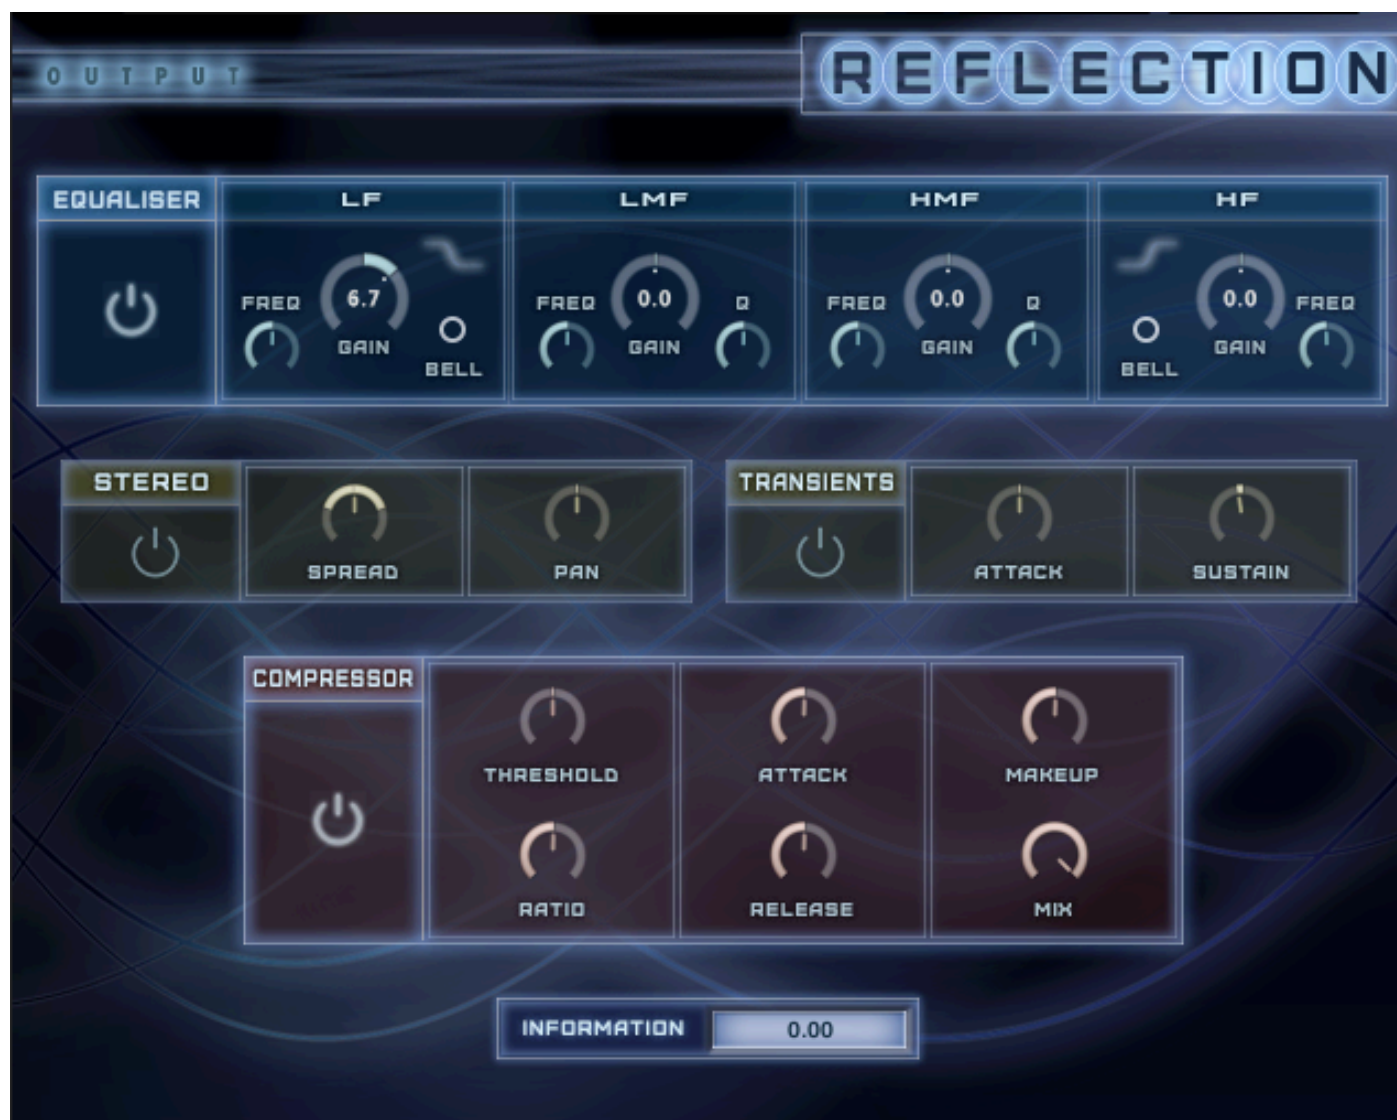 OUTPUT
REFLECTION
EQUALISER LF LMF HMF HF
6.7 0.0 0.0 0.0
FREQ FREQ Q FREQ Q FREQ
GAIN GAIN GAIN GAIN
BELL BELL
STEREO TRANSIENTS
SPREAD PAN ATTACK SUSTAIN
COMPRESSOR
THRESHOLD ATTACK MAKEUP
RATIO RELEASE MIX
INFORMATION 0.00